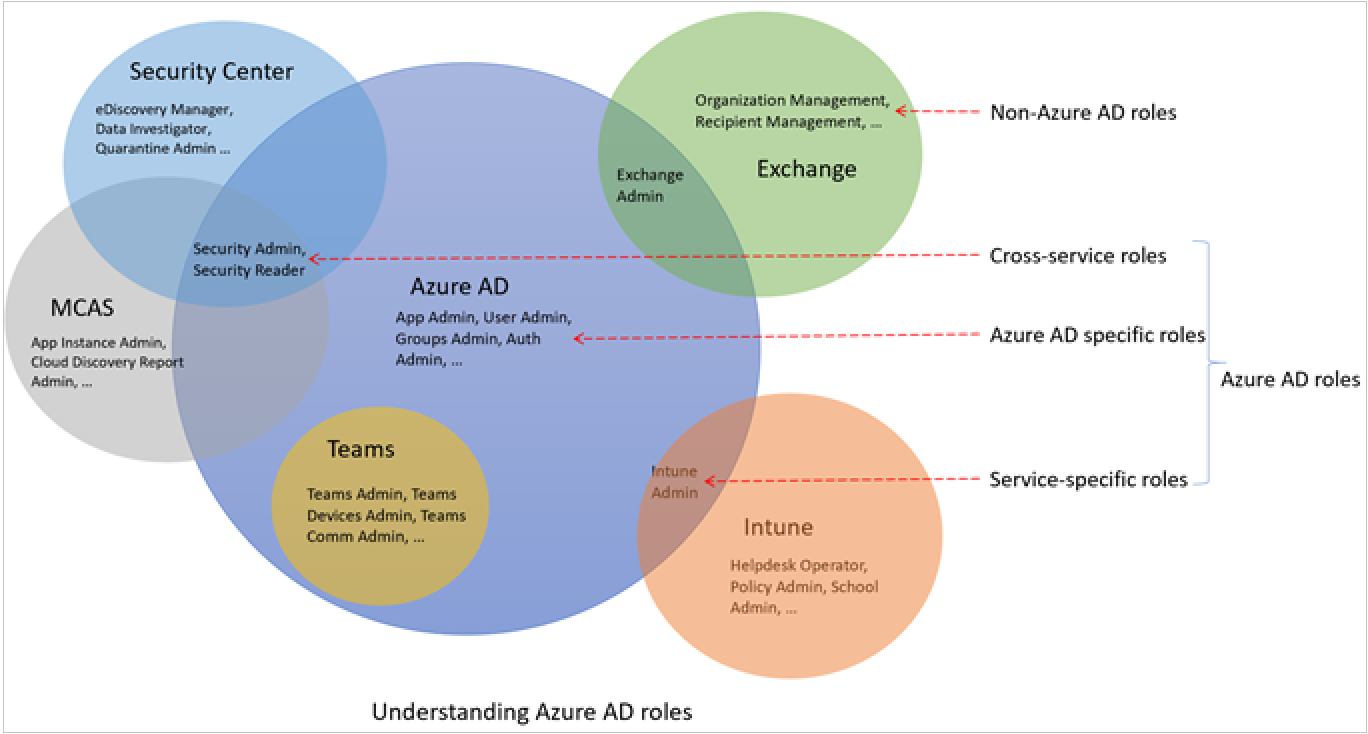 Security Center
eDiscovery Manager,
Data Investigator,
Quarantine Admin ...
Organization Management,
Recipient Management, ...
Exchange
Exchange
Admin
Non-Azure AD roles
Security Admin,
Security Reader
Cross-service roles
MCAS
App Instance Admin,
Cloud Discovery Report
Admin, ...
Azure AD
App Admin, User Admin,
Groups Admin, Auth
Admin, ...
Azure AD specific roles
Azure AD roles
Teams
Teams Admin, Teams
Devices Admin, Teams
Comm Admin, ...
Intune
Admin
Service-specific roles
Intune
Helpdesk Operator,
Policy Admin, School
Admin, ...
Understanding Azure AD roles